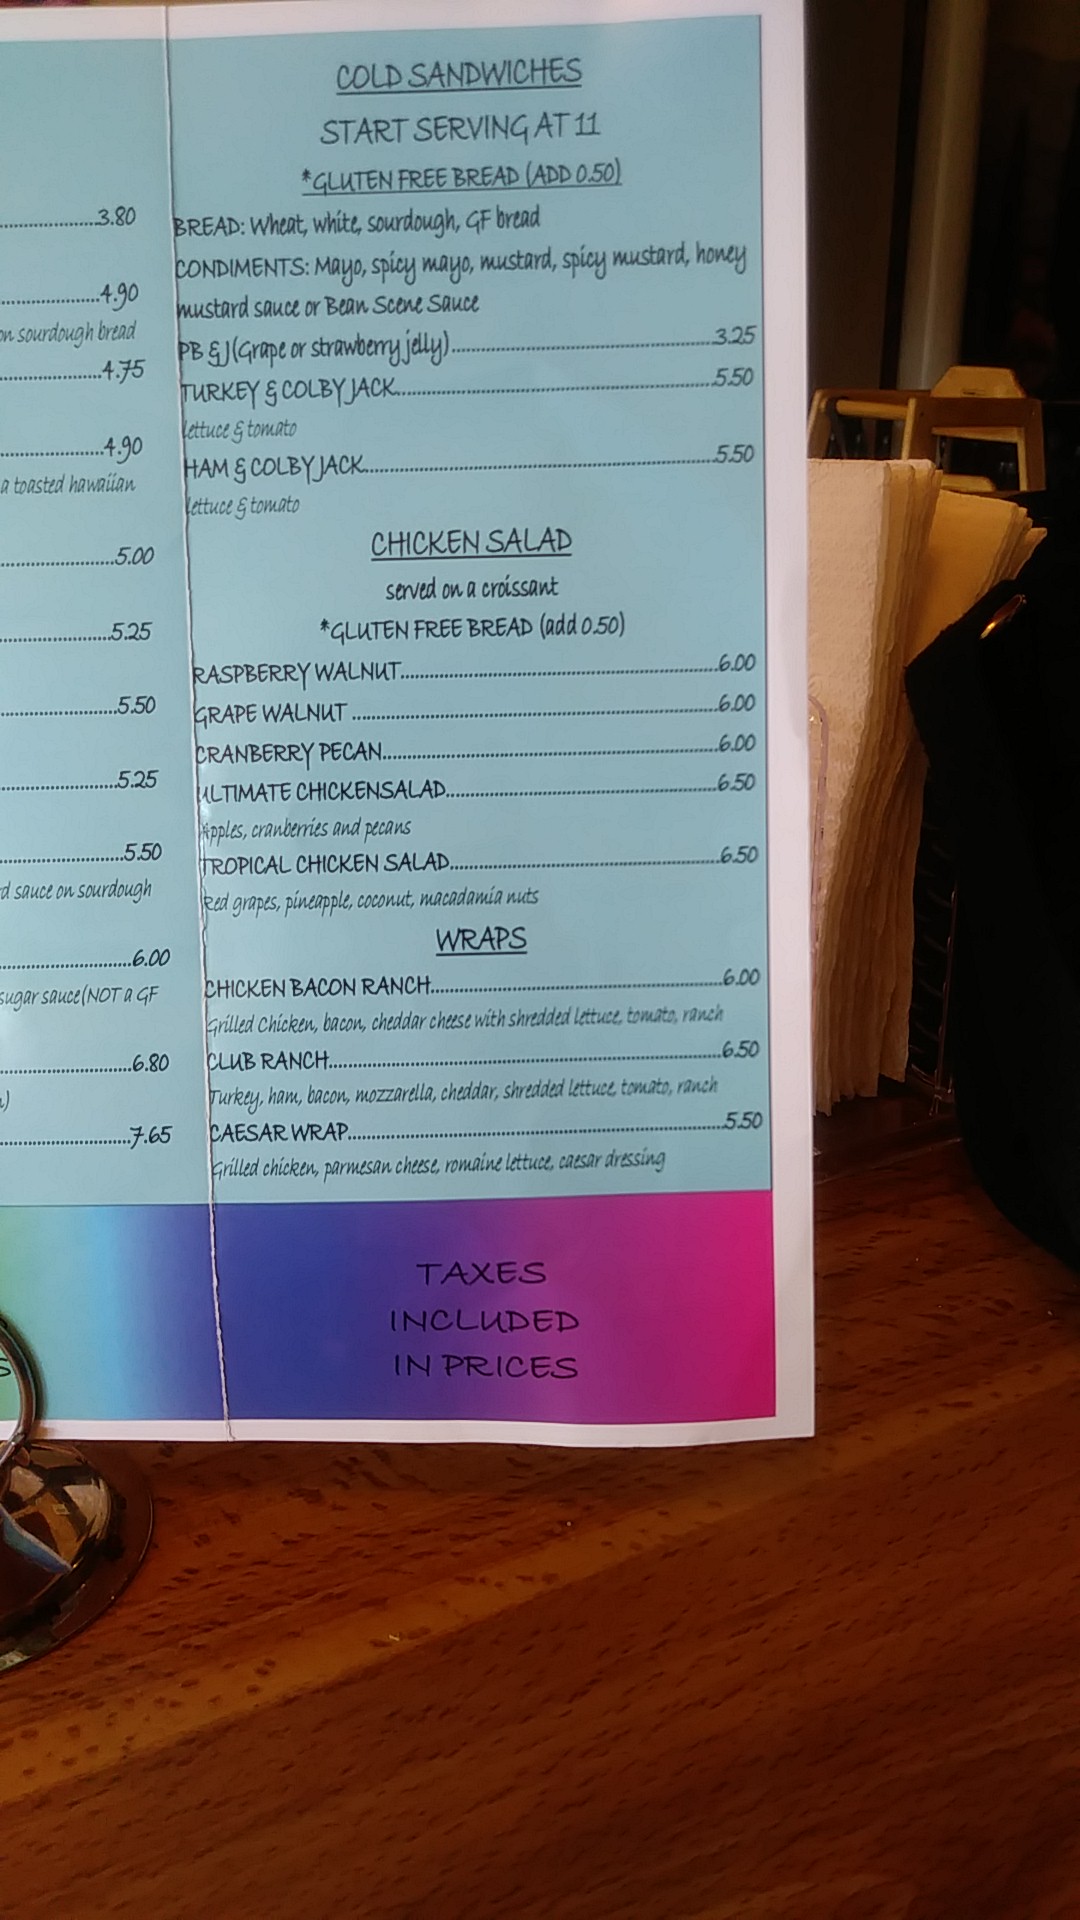 3.80
4.90
on sourdough bread
4.75
4.90
a toasted hawaiian
5.00
5.25
5.50
5.25
5.50
sauce on sourdough
6.00
sugar sauce(NOT a GF
6.80
7.65
COLD SANDWICHES
START SERVING AT 11
*GLUTEN FREE BREAD (ADD 0.50)
BREAD: Wheat, white, sourdough, GF bread
CONDIMENTS: Mayo, spicy mayo, mustard, spicy mustard, honey
mustard sauce or Bean Scene Sauce
PB & J(Grape or strawberry jelly)...3.25
TURKEY & COLBY JACK...5.50
lettuce & tomato
HAM & COLBY JACK...5.50
lettuce & tomato
CHICKEN SALAD
served on a croissant
*GLUTEN FREE BREAD (add 0.50)
RASPBERRY WALNUT...6.00
GRAPE WALNUT ...6.00
CRANBERRY PECAN...6.00
ULTIMATE CHICKENSALAD...6.50
Apples, cranberries and pecans
TROPICAL CHICKEN SALAD...6.50
Red grapes, pineapple, coconut, macadamia nuts
WRAPS
CHICKEN BACON RANCH...6.00
Grilled Chicken, bacon, cheddar cheese with shredded lettuce, tomato, ranch
CLUB RANCH...6.50
Turkey, ham, bacon, mozzarella, cheddar, shredded lettuce, tomato, ranch
CAESAR WRAP...5.50
Grilled chicken, parmesan cheese, romaine lettuce, caesar dressing
TAXES
INCLUDED
IN PRICES